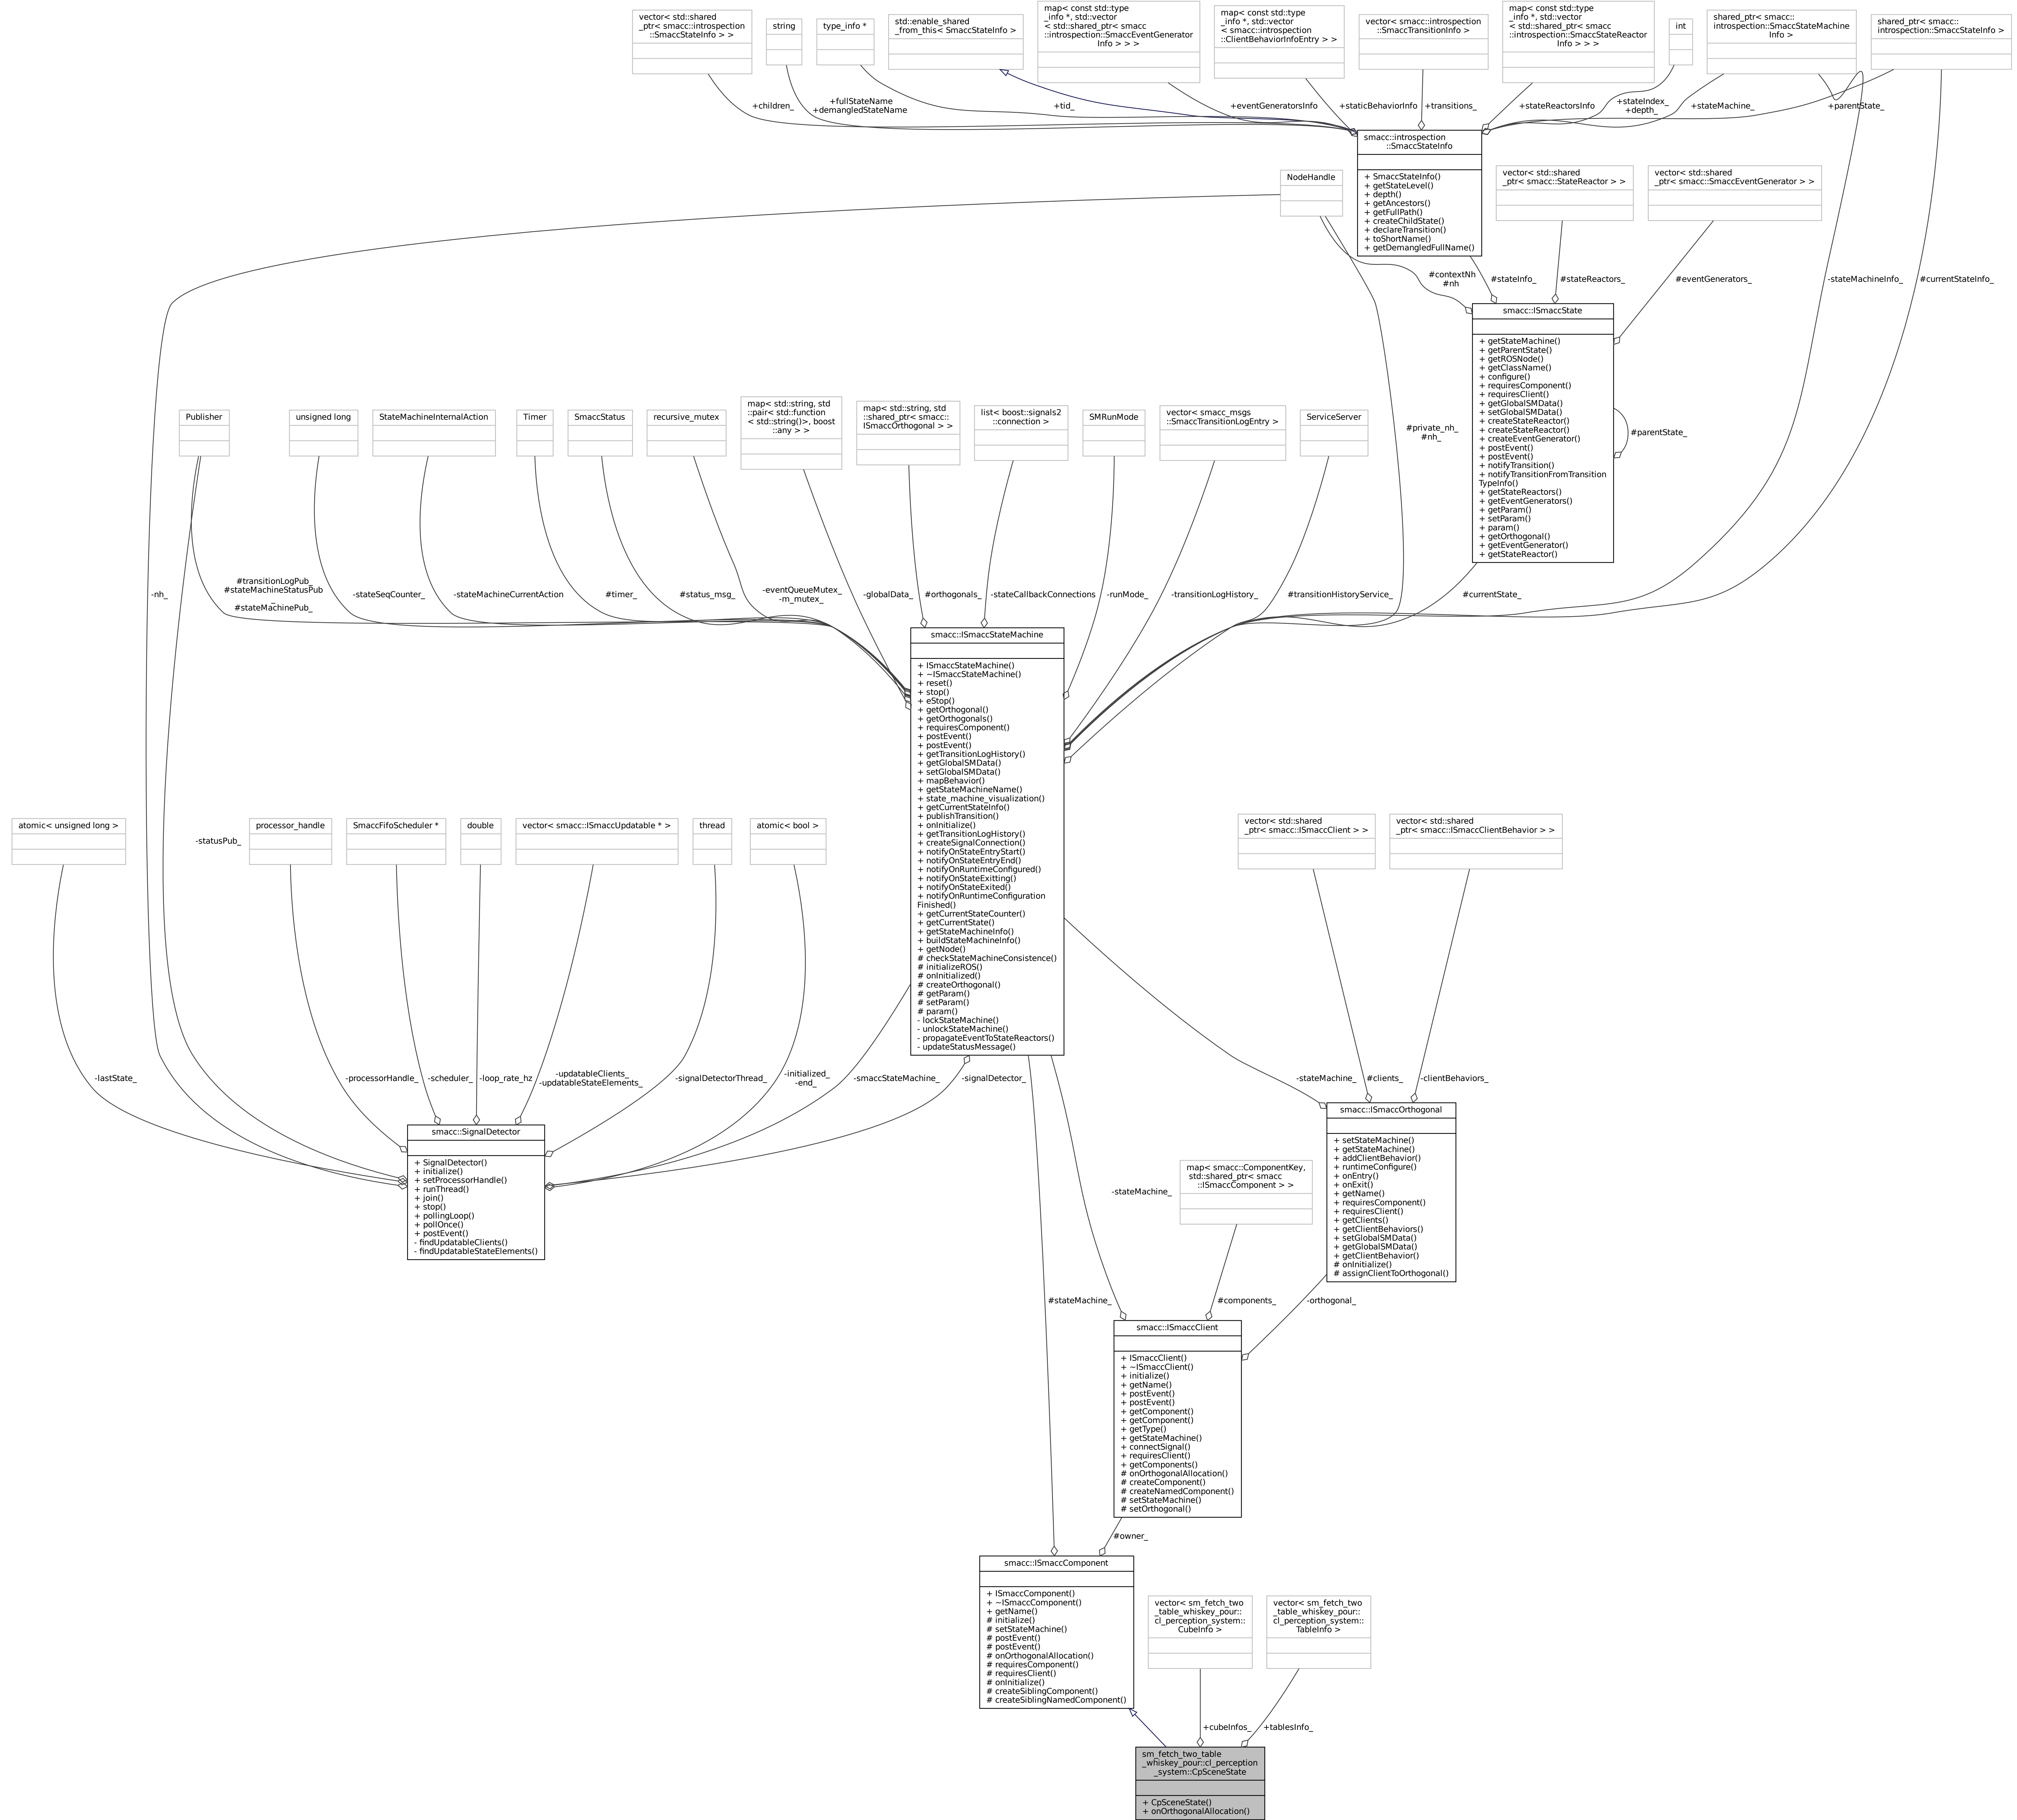 vector< std::shared
_ptr< smacc::introspection
::SmaccStateInfo > >
string
type_info *
std::enable_shared
_from_this< SmaccStateInfo >
map< const std::type
_info *, std::vector
< std::shared_ptr< smacc
::introspection::SmaccEventGenerator
Info > > >
map< const std::type
_info *, std::vector
< smacc::introspection
::ClientBehaviorInfoEntry > >
vector< smacc::introspection
::SmaccTransitionInfo >
map< const std::type
_info *, std::vector
< std::shared_ptr< smacc
::introspection::SmaccStateReactor
Info > > >
int
shared_ptr< smacc::
introspection::SmaccStateMachine
Info >
shared_ptr< smacc::
introspection::SmaccStateInfo >
+children_
+fullStateName
+demangledStateName
+tid_
+eventGeneratorsInfo
+staticBehaviorInfo
+transitions_
+stateReactorsInfo
+stateIndex_
+depth_
+stateMachine_
+parentState_
smacc::introspection
::SmaccStateInfo
+ SmaccStateInfo()
+ getStateLevel()
+ depth()
+ getAncestors()
+ getFullPath()
+ createChildState()
+ declareTransition()
+ toShortName()
+ getDemangledFullName()
NodeHandle
vector< std::shared
_ptr< smacc::StateReactor > >
vector< std::shared
_ptr< smacc::SmaccEventGenerator > >
#contextNh
#nh
#stateInfo_
#stateReactors_
#eventGenerators_
-stateMachineInfo_
#currentStateInfo_
smacc::ISmaccState
+ getStateMachine()
+ getParentState()
+ getROSNode()
+ getClassName()
+ configure()
+ requiresComponent()
+ requiresClient()
+ getGlobalSMData()
+ setGlobalSMData()
+ createStateReactor()
+ createStateReactor()
+ createEventGenerator()
+ postEvent()
+ postEvent()
+ notifyTransition()
+ notifyTransitionFromTransition
TypeInfo()
+ getStateReactors()
+ getEventGenerators()
+ getParam()
+ setParam()
+ param()
+ getOrthogonal()
+ getEventGenerator()
+ getStateReactor()
#parentState_
Publisher
unsigned long
StateMachineInternalAction
Timer
SmaccStatus
recursive_mutex
map< std::string, std
::pair< std::function
< std::string()>, boost
::any > >
map< std::string, std
::shared_ptr< smacc::
ISmaccOrthogonal > >
list< boost::signals2
::connection >
SMRunMode
vector< smacc_msgs
::SmaccTransitionLogEntry >
ServiceServer
#private_nh_
#nh_
-nh_
#transitionLogPub_
#stateMachineStatusPub
_
#stateMachinePub_
-stateSeqCounter_
-stateMachineCurrentAction
#timer_
#status_msg_
-eventQueueMutex_
-m_mutex_
-globalData_
#orthogonals_
-stateCallbackConnections
-runMode_
-transitionLogHistory_
#transitionHistoryService_
#currentState_
smacc::ISmaccStateMachine
+ ISmaccStateMachine()
+ ~ISmaccStateMachine()
+ reset()
+ stop()
+ eStop()
+ getOrthogonal()
+ getOrthogonals()
+ requiresComponent()
+ postEvent()
+ postEvent()
+ getTransitionLogHistory()
+ getGlobalSMData()
+ setGlobalSMData()
+ mapBehavior()
+ getStateMachineName()
+ state_machine_visualization()
+ getCurrentStateInfo()
+ publishTransition()
+ onInitialize()
+ getTransitionLogHistory()
+ createSignalConnection()
+ notifyOnStateEntryStart()
+ notifyOnStateEntryEnd()
+ notifyOnRuntimeConfigured()
+ notifyOnStateExitting()
+ notifyOnStateExited()
+ notifyOnRuntimeConfiguration
Finished()
+ getCurrentStateCounter()
+ getCurrentState()
+ getStateMachineInfo()
+ buildStateMachineInfo()
+ getNode()
# checkStateMachineConsistence()
# initializeROS()
# onInitialized()
# createOrthogonal()
# getParam()
# setParam()
# param()
- lockStateMachine()
- unlockStateMachine()
- propagateEventToStateReactors()
- updateStatusMessage()
atomic< unsigned long >
-statusPub_
processor_handle
SmaccFifoScheduler *
double
vector< smacc::ISmaccUpdatable * >
thread
atomic< bool >
vector< std::shared
_ptr< smacc::ISmaccClient > >
vector< std::shared
_ptr< smacc::ISmaccClientBehavior > >
-lastState_
-processorHandle_
-scheduler_
-loop_rate_hz
-updatableClients_
-updatableStateElements_
-signalDetectorThread_
-initialized_
-end_
-smaccStateMachine_
-signalDetector_
-stateMachine_
#clients_
-clientBehaviors_
smacc::SignalDetector
+ SignalDetector()
+ initialize()
+ setProcessorHandle()
+ runThread()
+ join()
+ stop()
+ pollingLoop()
+ pollOnce()
+ postEvent()
- findUpdatableClients()
- findUpdatableStateElements()
smacc::ISmaccOrthogonal
+ setStateMachine()
+ getStateMachine()
+ addClientBehavior()
+ runtimeConfigure()
+ onEntry()
+ onExit()
+ getName()
+ requiresComponent()
+ requiresClient()
+ getClients()
+ getClientBehaviors()
+ setGlobalSMData()
+ getGlobalSMData()
+ getClientBehavior()
# onInitialize()
# assignClientToOrthogonal()
map< smacc::ComponentKey,
std::shared_ptr< smacc
::ISmaccComponent > >
-stateMachine_
#stateMachine_
#components_
-orthogonal_
smacc::ISmaccClient
+ ISmaccClient()
+ ~ISmaccClient()
+ initialize()
+ getName()
+ postEvent()
+ postEvent()
+ getComponent()
+ getComponent()
+ getType()
+ getStateMachine()
+ connectSignal()
+ requiresClient()
+ getComponents()
# onOrthogonalAllocation()
# createComponent()
# createNamedComponent()
# setStateMachine()
# setOrthogonal()
#owner_
smacc::ISmaccComponent
+ ISmaccComponent()
+ ~ISmaccComponent()
+ getName()
# initialize()
# setStateMachine()
# postEvent()
# postEvent()
# onOrthogonalAllocation()
# requiresComponent()
# requiresClient()
# onInitialize()
# createSiblingComponent()
# createSiblingNamedComponent()
vector< sm_fetch_two
_table_whiskey_pour::
cl_perception_system::
CubeInfo >
vector< sm_fetch_two
_table_whiskey_pour::
cl_perception_system::
TableInfo >
+cubeInfos_
+tablesInfo_
sm_fetch_two_table
_whiskey_pour::cl_perception
_system::CpSceneState
+ CpSceneState()
+ onOrthogonalAllocation()